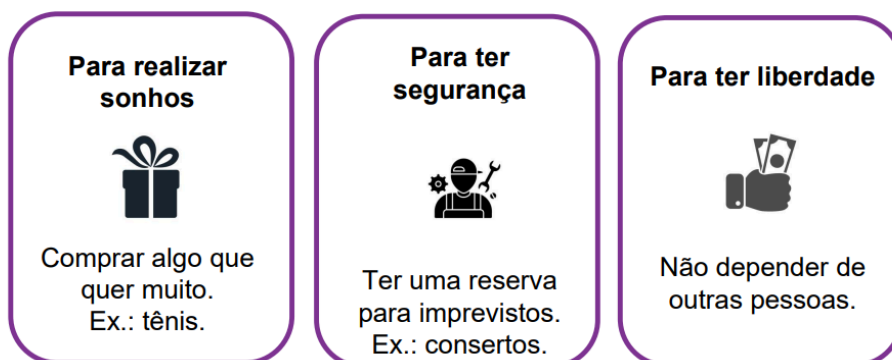 Para realizar
sonhos
Comprar algo que
quer muito.
Ex.: tênis.
Para ter
segurança
Ter uma reserva
para imprevistos.
Ex.: consertos.
Para ter liberdade
Não depender de
outras pessoas.